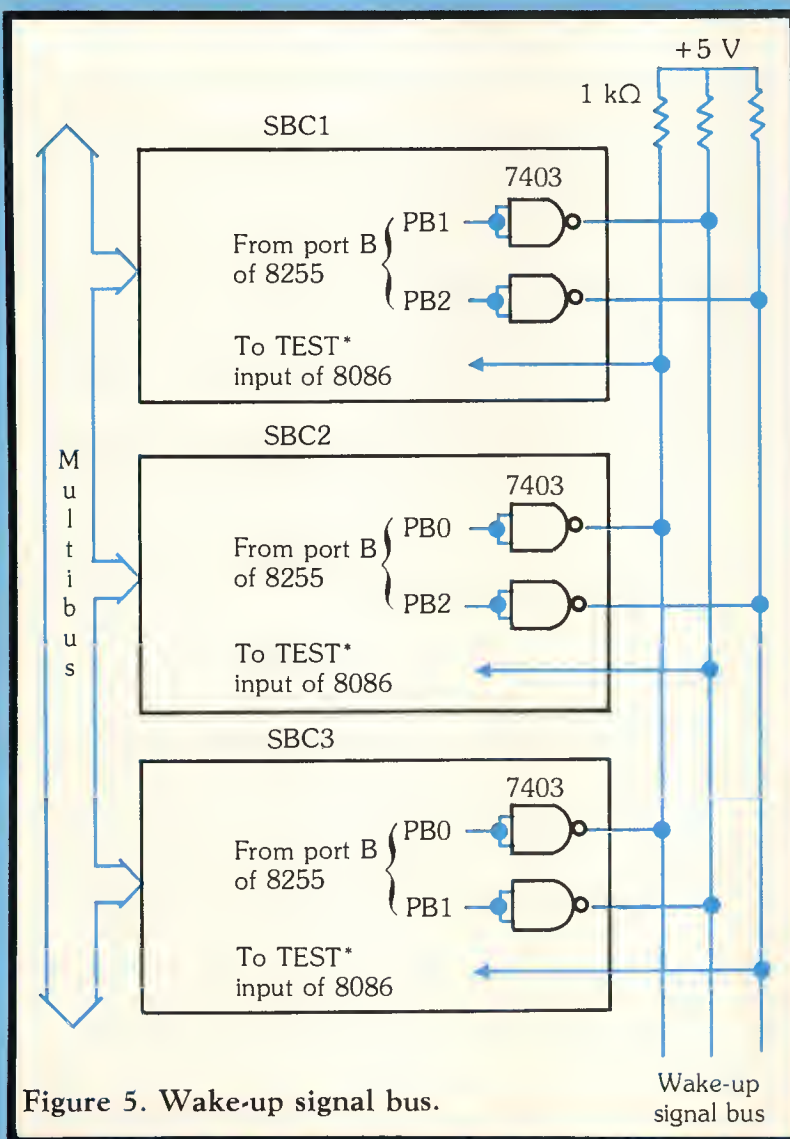 +5 V
1 kΩ
SBC1
7403
From port B
of 8255
PB1
PB2
To TEST*
input of 8086
SBC2
7403
From port B
of 8255
PB0
PB2
To TEST*
input of 8086
SBC3
7403
From port B
of 8255
PB0
PB1
To TEST*
input of 8086
Multibus
Wake-up
signal bus
Figure 5. Wake-up signal bus.